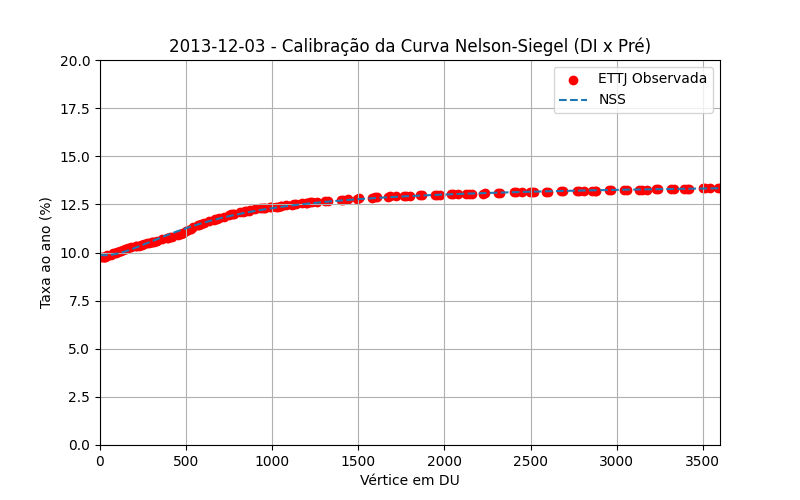 2013-12-03 - Calibração da Curva Nelson-Siegel (DI x Pré)
ETTJ Observada
NSS
Taxa ao ano (%)
20.0
17.5
15.0
12.5
10.0
7.5
5.0
2.5
0.0
0 500 1000 1500 2000 2500 3000 3500
Vértice em DU